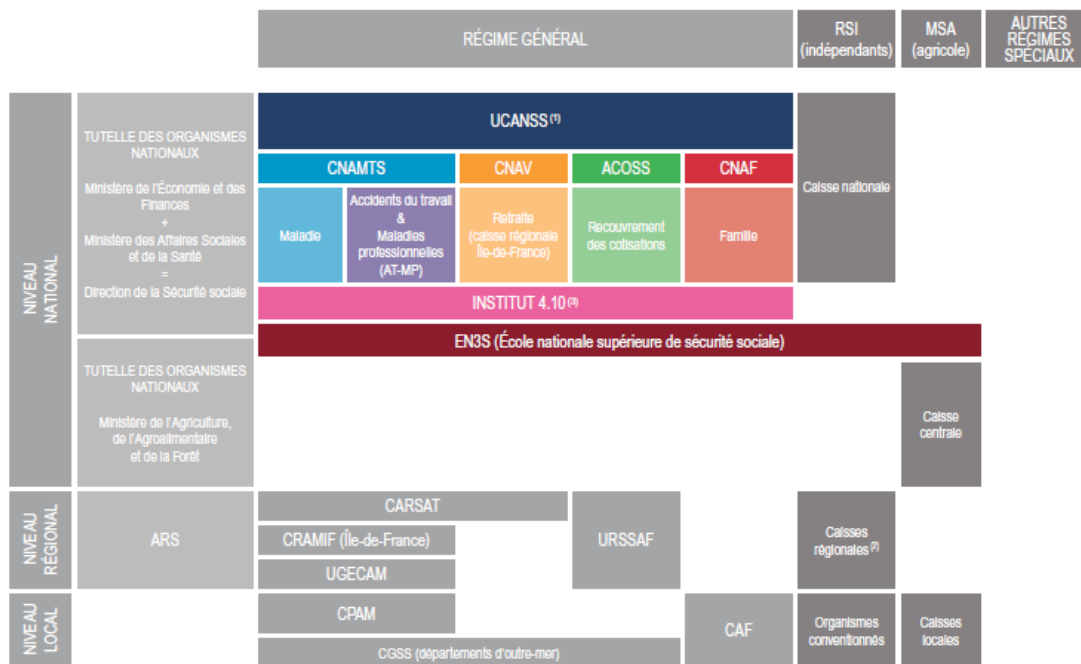 RÉGIME GÉNÉRAL
RSI
(indépendants)
MSA
(agricole)
AUTRES
RÉGIMES
SPÉCIAUX
NIVEAU
NATIONAL
TUTELLE DES ORGANISMES
NATIONAUX
Ministère de l'Économie et des
Finances
+
Ministère des Affaires Sociales
et de la Santé
=
Direction de la Sécurité sociale
UCANSS (1)
CNAMTS
CNAV
ACOSS
CNAF
Maladie
Accidents du travail
&
Maladies
professionnelles
(AT-MP)
Retraite
(caisse régionale
Île-de-France)
Recouvrement
des cotisations
Famille
Caisse nationale
INSTITUT 4.10 (3)
EN3S (École nationale supérieure de sécurité sociale)
TUTELLE DES ORGANISMES
NATIONAUX
Ministère de l'Agriculture,
de l'Agroalimentaire
et de la Forêt
Caisse
centrale
NIVEAU
RÉGIONAL
ARS
CARSAT
CRAMIF (Île-de-France)
UGECAM
URSSAF
Caisses
régionales (2)
NIVEAU
LOCAL
CPAM
CGSS (départements d'outre-mer)
CAF
Organismes
conventionnés
Caisses
locales